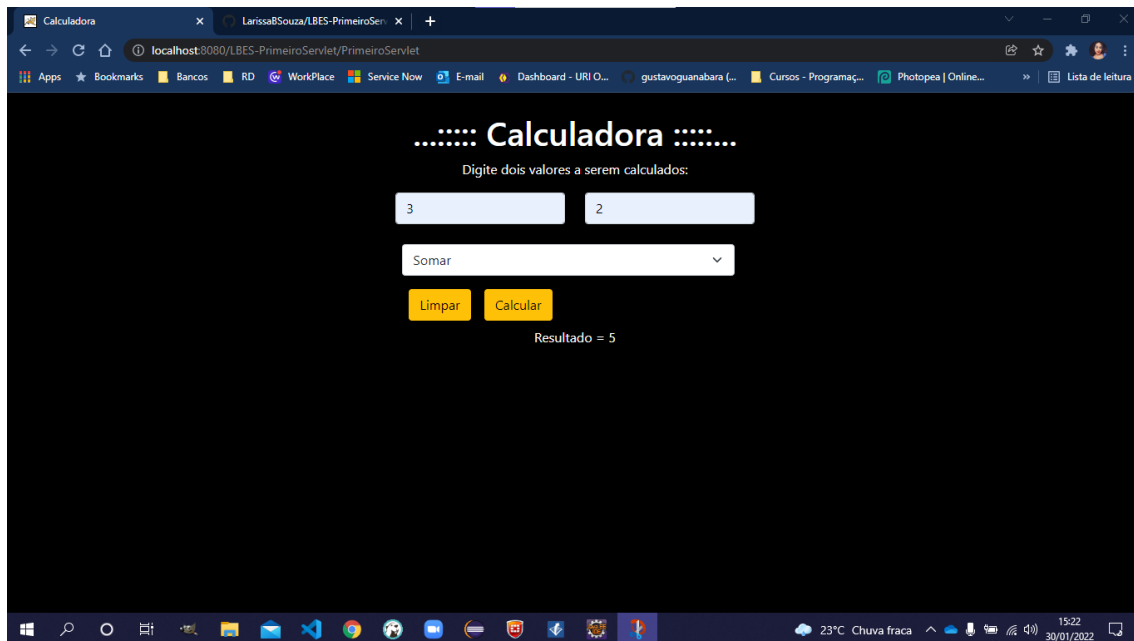 Calculadora
LarissaBSouza/LBES-PrimeiroSer
localhost:8080/LBES-PrimeiroServlet/PrimeiroServlet
Apps Bookmarks Bancos RD WorkPlace Service Now E-mail Dashboard - URI O... gustavoguanabara (... Cursos - Programaç... Photopea | Online... » Lista de leitura
...::::: Calculadora :::::...
Digite dois valores a serem calculados:
3 2
Somar
Limpar Calcular
Resultado = 5
23°C Chuva fraca
15:22
30/01/2022